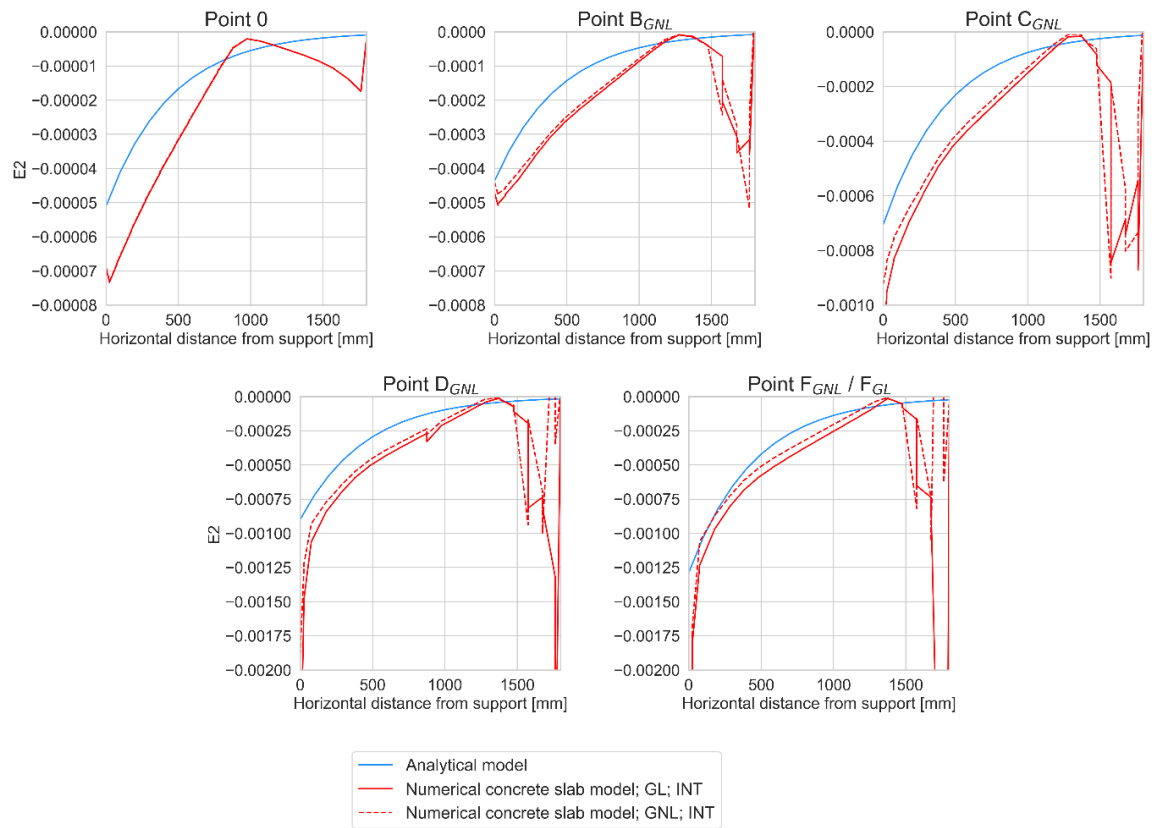 Point 0
0.00000
−0.00001
−0.00002
−0.00003
−0.00004
−0.00005
−0.00006
−0.00007
−0.00008
E2
0 500 1000 1500
Horizontal distance from support [mm]
Point B_GNL
0.0000
−0.0001
−0.0002
−0.0003
−0.0004
−0.0005
−0.0006
−0.0007
−0.0008
0 500 1000 1500
Horizontal distance from support [mm]
Point C_GNL
0.0000
−0.0002
−0.0004
−0.0006
−0.0008
−0.0010
0 500 1000 1500
Horizontal distance from support [mm]
Point D_GNL
0.00000
−0.00025
−0.00050
−0.00075
−0.00100
−0.00125
−0.00150
−0.00175
−0.00200
E2
0 500 1000 1500
Horizontal distance from support [mm]
Point F_GNL / F_GL
0.00000
−0.00025
−0.00050
−0.00075
−0.00100
−0.00125
−0.00150
−0.00175
−0.00200
0 500 1000 1500
Horizontal distance from support [mm]
Analytical model
Numerical concrete slab model; GL; INT
Numerical concrete slab model; GNL; INT